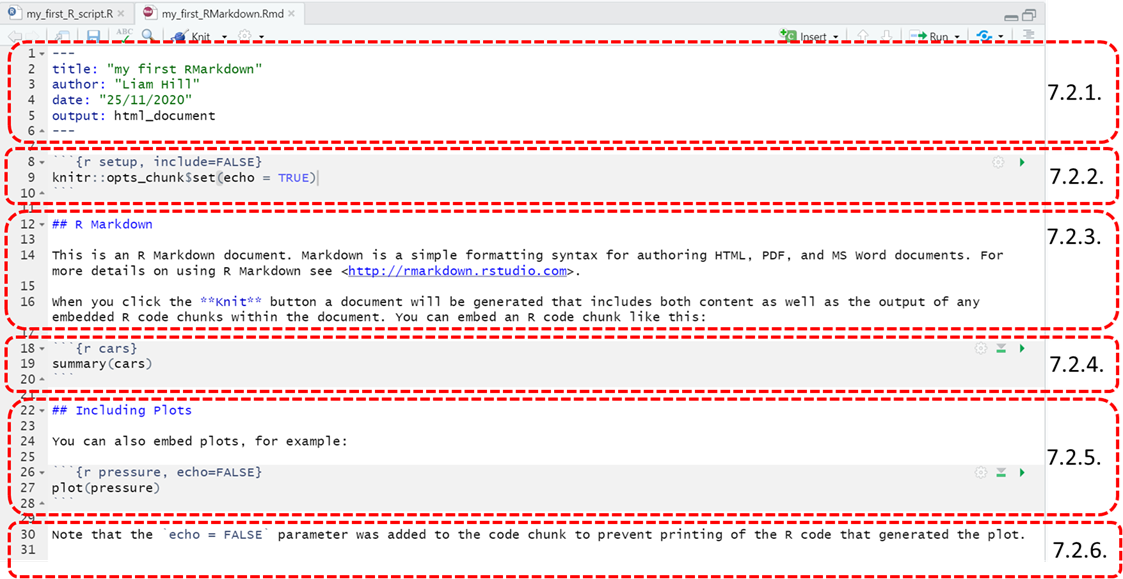 my_first_R_script.R
my_first_RMarkdown.Rmd
ABC
Knit
Insert
Run
1 ---
2 title: "my first RMarkdown"
3 author: "Liam Hill"
4 date: "25/11/2020"
5 output: html_document
6 ---
7.2.1.
8 ```{r setup, include=FALSE}
9 knitr::opts_chunk$set(echo = TRUE)
10 ```
7.2.2.
11
12 ## R Markdown
13
14 This is an R Markdown document. Markdown is a simple formatting syntax for authoring HTML, PDF, and MS Word documents. For
more details on using R Markdown see <http://rmarkdown.rstudio.com>.
15
16 When you click the **Knit** button a document will be generated that includes both content as well as the output of any
embedded R code chunks within the document. You can embed an R code chunk like this:
7.2.3.
17
18 ```{r cars}
19 summary(cars)
20 ```
7.2.4.
21
22 ## Including Plots
23
24 You can also embed plots, for example:
25
26 ```{r pressure, echo=FALSE}
27 plot(pressure)
28 ```
7.2.5.
29
30 Note that the `echo = FALSE` parameter was added to the code chunk to prevent printing of the R code that generated the plot.
31
7.2.6.